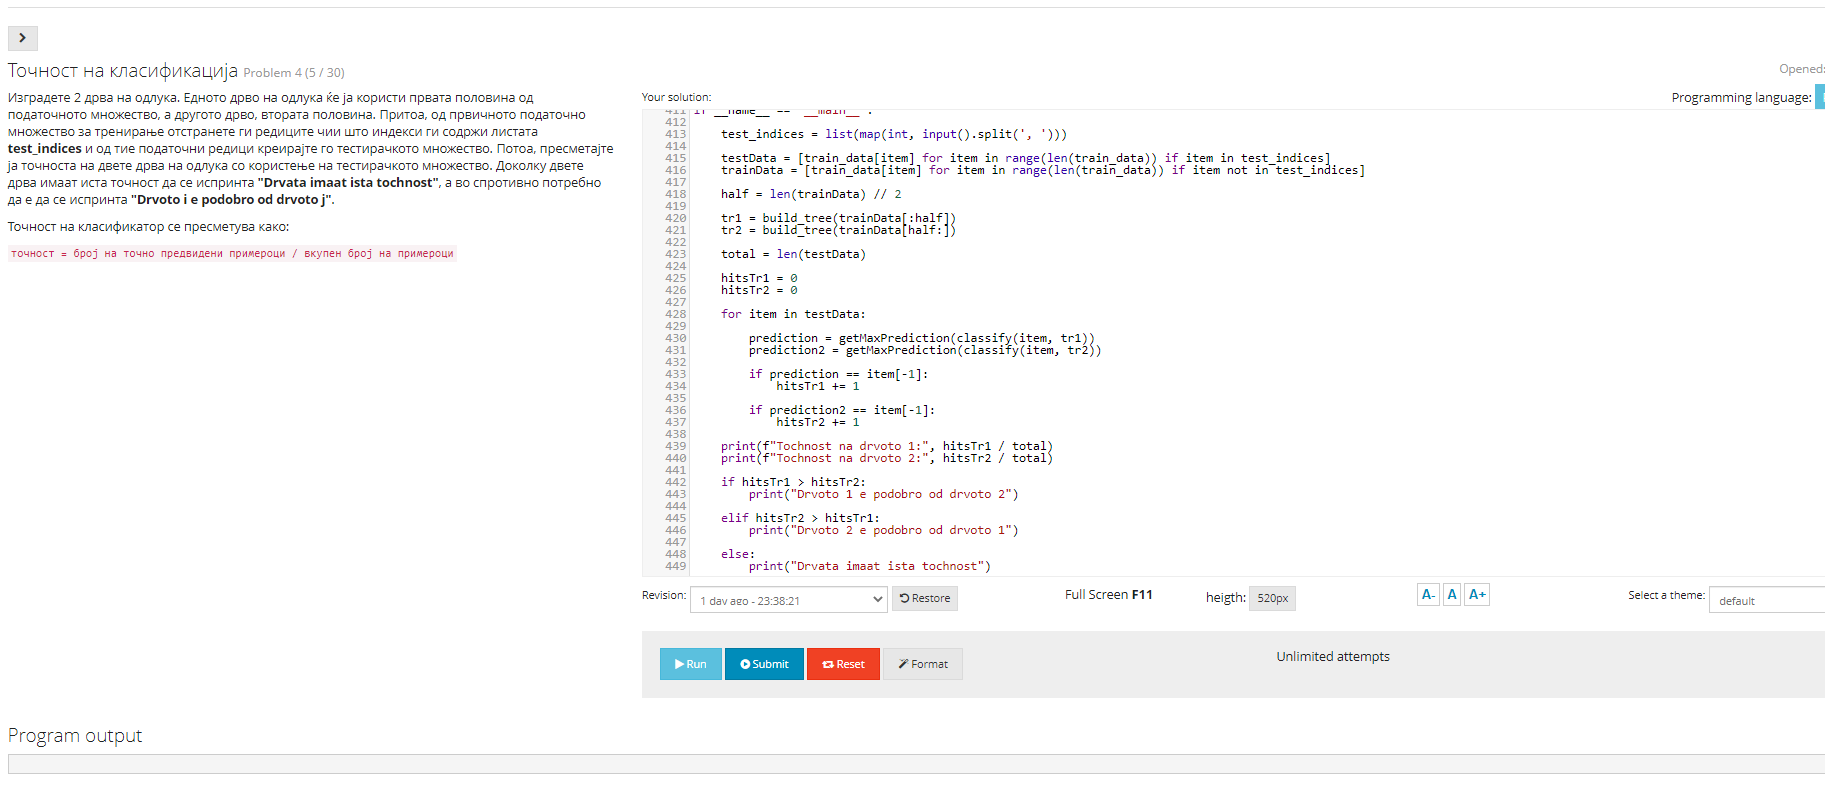 Точност на класификација Problem 4 (5 / 30)
Opened:
Изградете 2 дрва на одлука. Едното дрво на одлука ќе ја користи првата половина од
податочното множество, а другото дрво, втората половина. Притоа, од првичното податочно
множество за тренирање отстранете ги редиците чии што индекси ги содржи листата
test_indices и од тие податочни редици креирајте го тестирачкото множество. Потоа, пресметајте
ја точноста на двете дрва на одлука со користење на тестирачкото множество. Доколку двете
дрва имаат иста точност да се испринта "Drvata imaat ista tochnost", а во спротивно потребно
да е да се испринта "Drvoto i e podobro od drvoto j".
Точност на класификатор се пресметува како:
точност = број на точно предвидени примероци / вкупен број на примероци
Your solution:
Programming language:
411 if __name__ == '__main__':
412
413 test_indices = list(map(int, input().split(', ')))
414
415 testData = [train_data[item] for item in range(len(train_data)) if item in test_indices]
416 trainData = [train_data[item] for item in range(len(train_data)) if item not in test_indices]
417
418 half = len(trainData) // 2
419
420 tr1 = build_tree(trainData[:half])
421 tr2 = build_tree(trainData[half:])
422
423 total = len(testData)
424
425 hitsTr1 = 0
426 hitsTr2 = 0
427
428 for item in testData:
429
430 prediction = getMaxPrediction(classify(item, tr1))
431 prediction2 = getMaxPrediction(classify(item, tr2))
432
433 if prediction == item[-1]:
434 hitsTr1 += 1
435
436 if prediction2 == item[-1]:
437 hitsTr2 += 1
438
439 print(f"Tochnost na drvoto 1:", hitsTr1 / total)
440 print(f"Tochnost na drvoto 2:", hitsTr2 / total)
441
442 if hitsTr1 > hitsTr2:
443 print("Drvoto 1 e podobro od drvoto 2")
444
445 elif hitsTr2 > hitsTr1:
446 print("Drvoto 2 e podobro od drvoto 1")
447
448 else:
449 print("Drvata imaat ista tochnost")
Revision: 1 day ago - 23:38:21 Restore
Full Screen F11
heigth: 520px
A- A A+
Select a theme: default
Run Submit Reset Format
Unlimited attempts
Program output